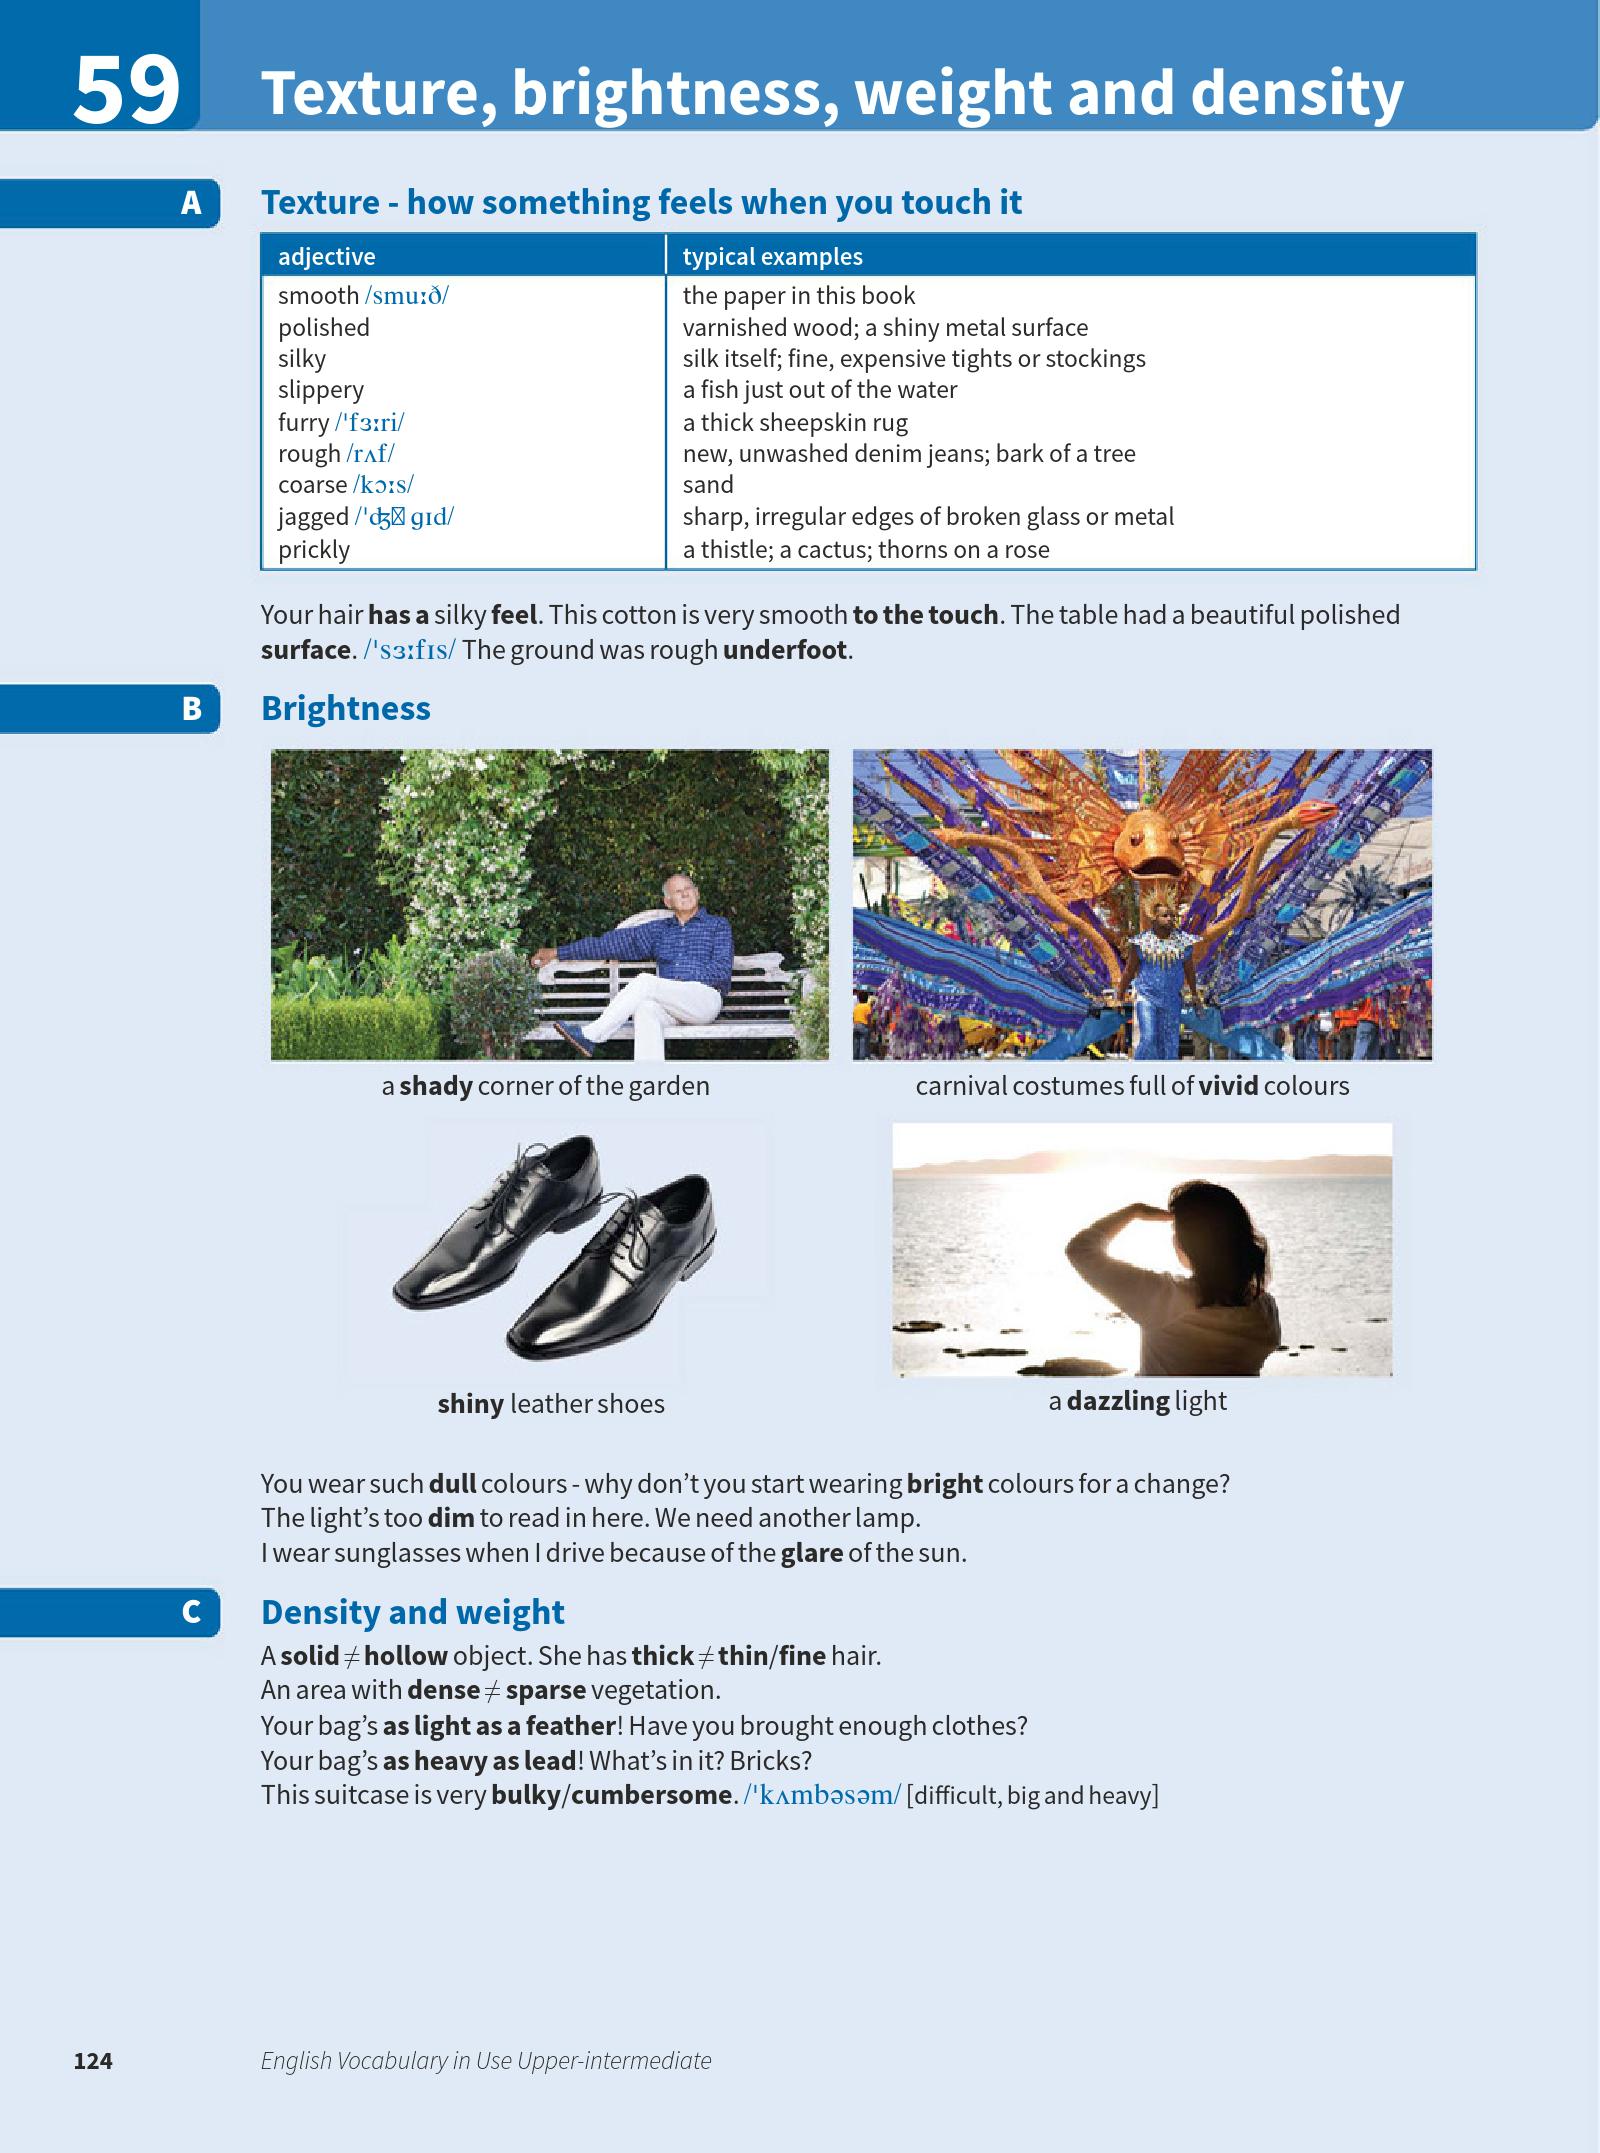 59
Texture, brightness, weight and density
A
Texture - how something feels when you touch it
adjective typical examples
smooth /smuːð/ the paper in this book
polished varnished wood; a shiny metal surface
silky silk itself; fine, expensive tights or stockings
slippery a fish just out of the water
furry /ˈfɜːri/ a thick sheepskin rug
rough /rʌf/ new, unwashed denim jeans; bark of a tree
coarse /kɔːs/ sand
jagged /ˈʤ gɪd/ sharp, irregular edges of broken glass or metal
prickly a thistle; a cactus; thorns on a rose
Your hair has a silky feel. This cotton is very smooth to the touch. The table had a beautiful polished
surface. /ˈsɜːfɪs/ The ground was rough underfoot.
B
Brightness
a shady corner of the garden
carnival costumes full of vivid colours
shiny leather shoes
a dazzling light
You wear such dull colours - why don’t you start wearing bright colours for a change?
The light’s too dim to read in here. We need another lamp.
I wear sunglasses when I drive because of the glare of the sun.
C
Density and weight
A solid ≠ hollow object. She has thick ≠ thin/fine hair.
An area with dense ≠ sparse vegetation.
Your bag’s as light as a feather! Have you brought enough clothes?
Your bag’s as heavy as lead! What’s in it? Bricks?
This suitcase is very bulky/cumbersome. /ˈkʌmbəsəm/ [difficult, big and heavy]
124
English Vocabulary in Use Upper-intermediate